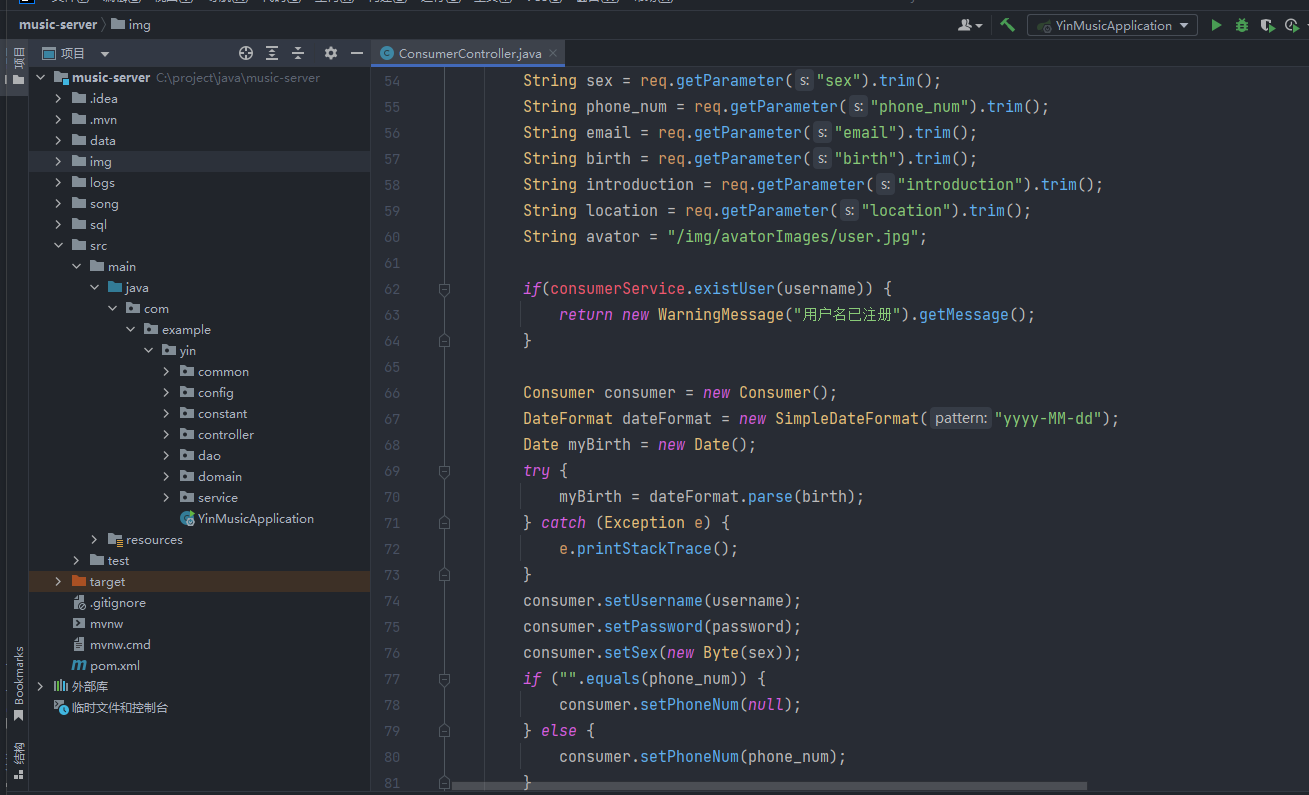 music-server
img
YinMusicApplication
项目
项目
ConsumerController.java
music-server C:\project\java\music-server
.idea
.mvn
data
img
logs
song
sql
src
main
java
com
example
yin
common
config
constant
controller
dao
domain
service
YinMusicApplication
resources
test
target
.gitignore
mvnw
mvnw.cmd
pom.xml
外部库
临时文件和控制台
Bookmarks
结构
54 String sex = req.getParameter( s: "sex").trim();
55 String phone_num = req.getParameter( s: "phone_num").trim();
56 String email = req.getParameter( s: "email").trim();
57 String birth = req.getParameter( s: "birth").trim();
58 String introduction = req.getParameter( s: "introduction").trim();
59 String location = req.getParameter( s: "location").trim();
60 String avator = "/img/avatorImages/user.jpg";
61
62 if(consumerService.existUser(username)) {
63 return new WarningMessage("用户名已注册").getMessage();
64 }
65
66 Consumer consumer = new Consumer();
67 DateFormat dateFormat = new SimpleDateFormat( pattern: "yyyy-MM-dd");
68 Date myBirth = new Date();
69 try {
70 myBirth = dateFormat.parse(birth);
71 } catch (Exception e) {
72 e.printStackTrace();
73 }
74 consumer.setUsername(username);
75 consumer.setPassword(password);
76 consumer.setSex(new Byte(sex));
77 if ("".equals(phone_num)) {
78 consumer.setPhoneNum(null);
79 } else {
80 consumer.setPhoneNum(phone_num);
81 }